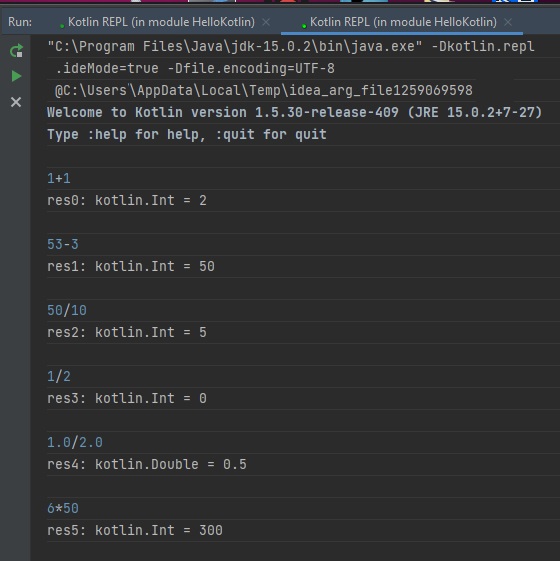 Run: Kotlin REPL (in module HelloKotlin) × Kotlin REPL (in module HelloKotlin) ×
"C:\Program Files\Java\jdk-15.0.2\bin\java.exe" -Dkotlin.repl
.ideMode=true -Dfile.encoding=UTF-8
@C:\Users\AppData\Local\Temp\idea_arg_file1259069598
Welcome to Kotlin version 1.5.30-release-409 (JRE 15.0.2+7-27)
Type :help for help, :quit for quit
1+1
res0: kotlin.Int = 2
53-3
res1: kotlin.Int = 50
50/10
res2: kotlin.Int = 5
1/2
res3: kotlin.Int = 0
1.0/2.0
res4: kotlin.Double = 0.5
6*50
res5: kotlin.Int = 300